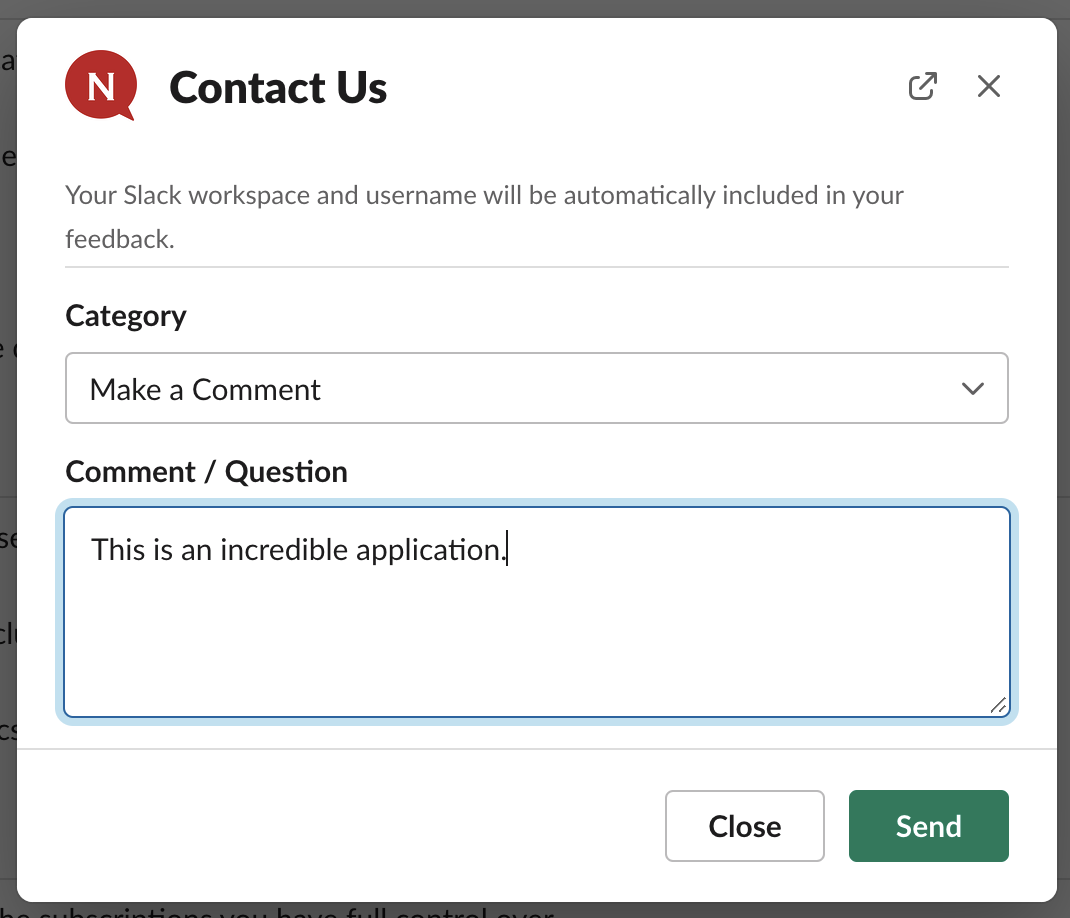 N
Contact Us
Your Slack workspace and username will be automatically included in your
feedback.
Category
Make a Comment
Comment / Question
This is an incredible application.
Close
Send